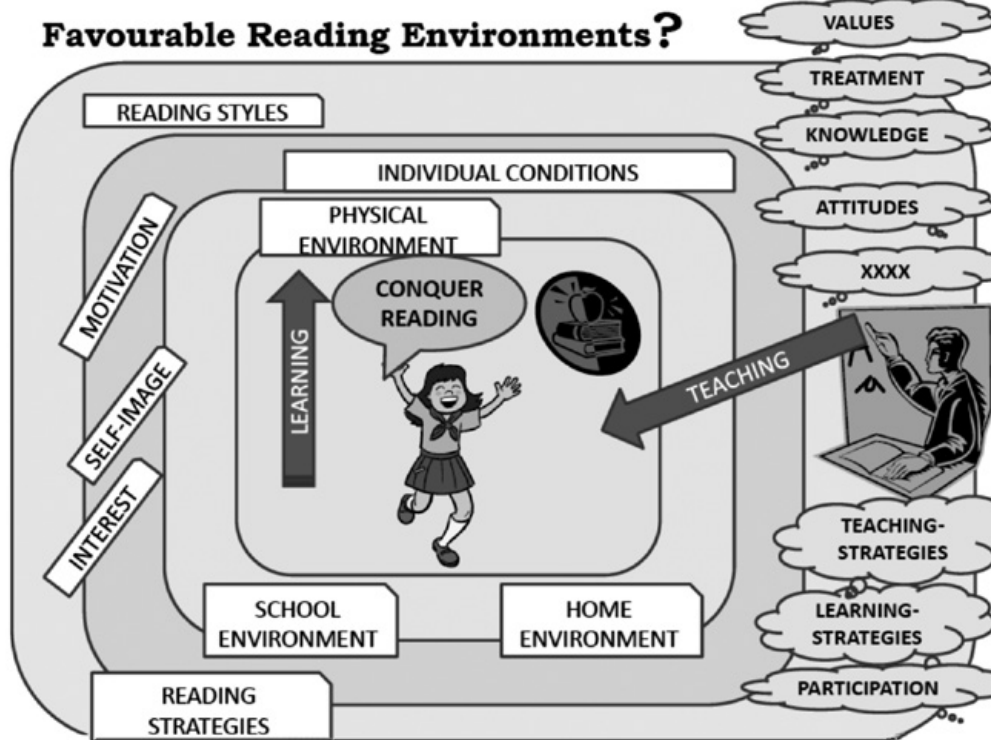 Favourable Reading Environments?
VALUES
TREATMENT
READING STYLES
KNOWLEDGE
INDIVIDUAL CONDITIONS
PHYSICAL
ENVIRONMENT
ATTITUDES
MOTIVATION
XXXX
CONQUER
READING
LEARNING
TEACHING
SELF-IMAGE
INTEREST
TEACHING-
STRATEGIES
SCHOOL
ENVIRONMENT
HOME
ENVIRONMENT
LEARNING-
STRATEGIES
READING
STRATEGIES
PARTICIPATION